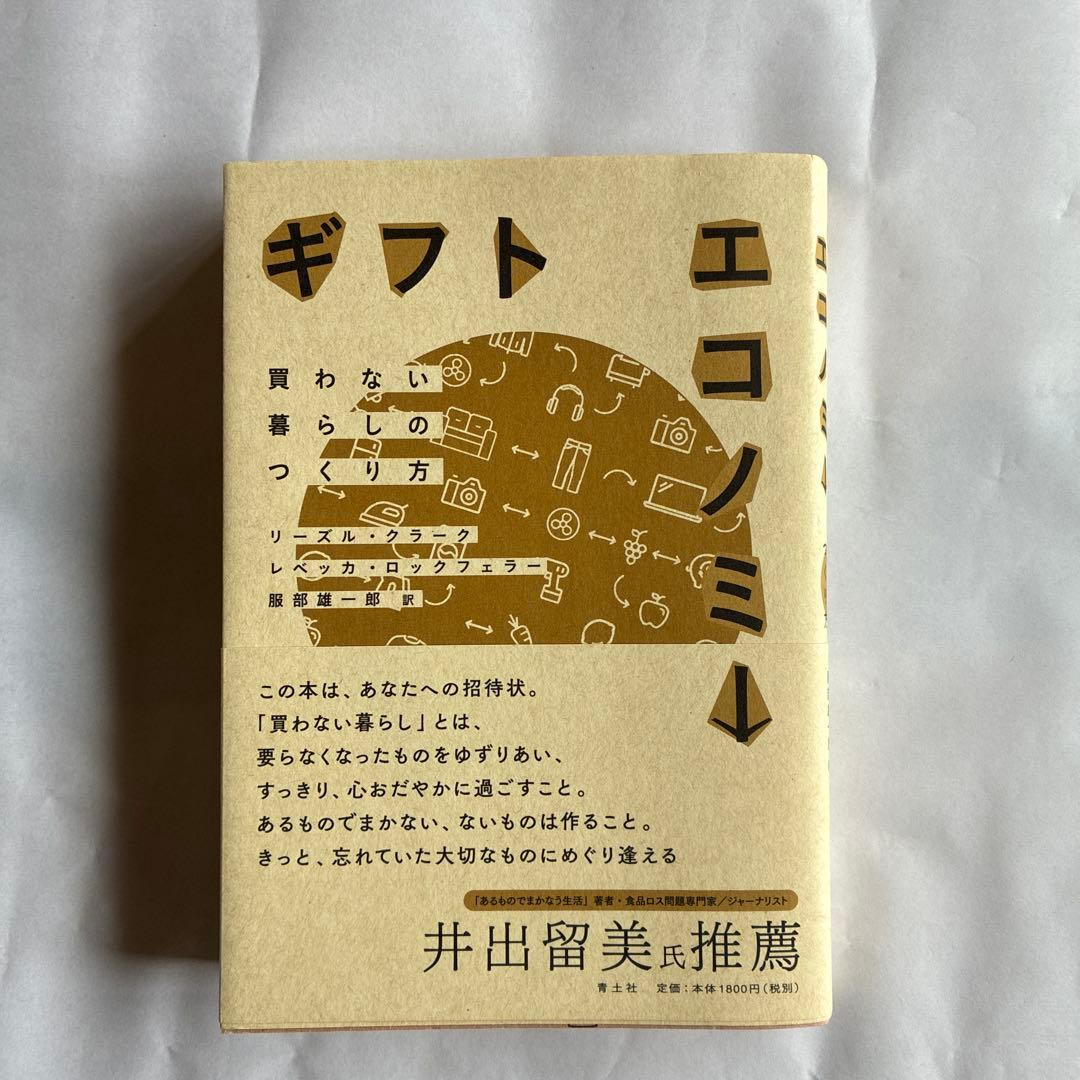 ギフト
エコノミー
買わない
暮らしの
つくり方
リーズル・クラーク
レベッカ・ロックフェラー
服部雄一郎 訳
この本は、あなたへの招待状。
「買わない暮らし」とは、
要らなくなったものをゆずりあい、
すっきり、心おだやかに過ごすこと。
あるものでまかない、ないものは作ること。
きっと、忘れていた大切なものにめぐり逢える
「あるものでまかなう生活」著者・食品ロス問題専門家／ジャーナリスト
井出留美氏推薦
青土社 定価：本体1800円（税別）